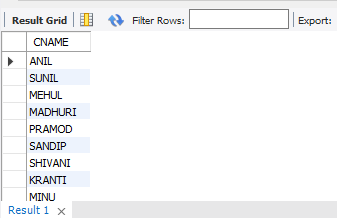 Result Grid Filter Rows: Export:
CNAME
ANIL
SUNIL
MEHUL
MADHURI
PRAMOD
SANDIP
SHIVANI
KRANTI
MINU
Result 1